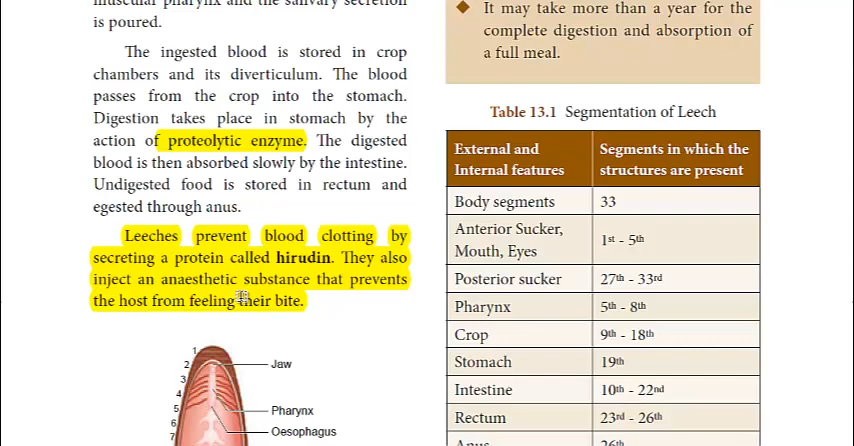 muscular pharynx and the salivary secretion
is poured.
The ingested blood is stored in crop
chambers and its diverticulum. The blood
passes from the crop into the stomach.
Digestion takes place in stomach by the
action of proteolytic enzyme. The digested
blood is then absorbed slowly by the intestine.
Undigested food is stored in rectum and
egested through anus.
Leeches prevent blood clotting by
secreting a protein called hirudin. They also
inject an anaesthetic substance that prevents
the host from feeling their bite.
1
2
3
4
5
6
7
Jaw
Pharynx
Oesophagus
◆ It may take more than a year for the
complete digestion and absorption of
a full meal.
Table 13.1 Segmentation of Leech
External and Internal features | Segments in which the structures are present
Body segments 33
Anterior Sucker, Mouth, Eyes 1st - 5th
Posterior sucker 27th - 33rd
Pharynx 5th - 8th
Crop 9th - 18th
Stomach 19th
Intestine 10th - 22nd
Rectum 23rd - 26th
Anus 26th